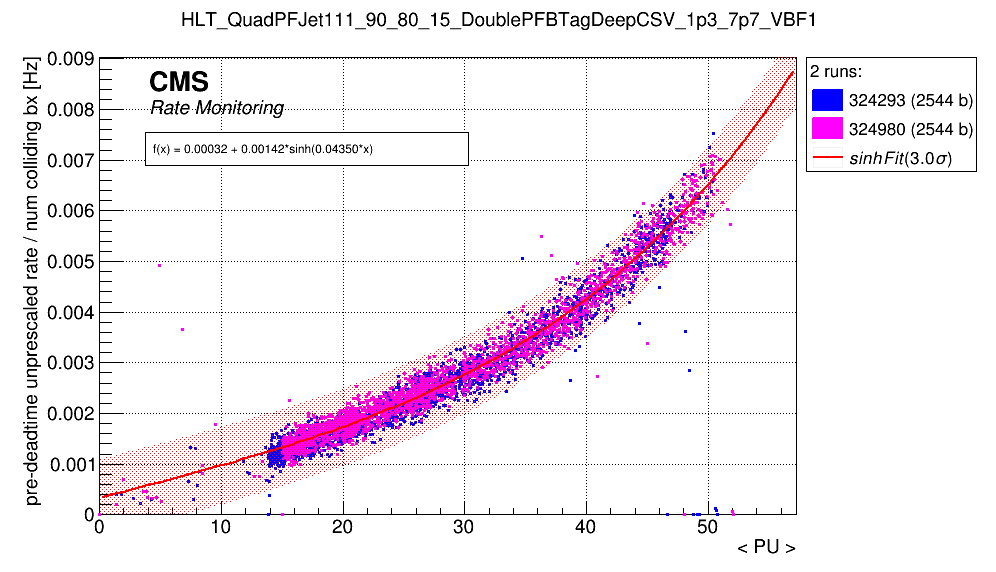 HLT_QuadPFJet111_90_80_15_DoublePFBTagDeepCSV_1p3_7p7_VBF1
pre-deadtime unprescaled rate / num colliding bx [Hz]
0.009
0.008
0.007
0.006
0.005
0.004
0.003
0.002
0.001
0
CMS
Rate Monitoring
f(x) = 0.00032 + 0.00142*sinh(0.04350*x)
2 runs:
324293 (2544 b)
324980 (2544 b)
sinhFit(3.0σ)
0 10 20 30 40 50
< PU >